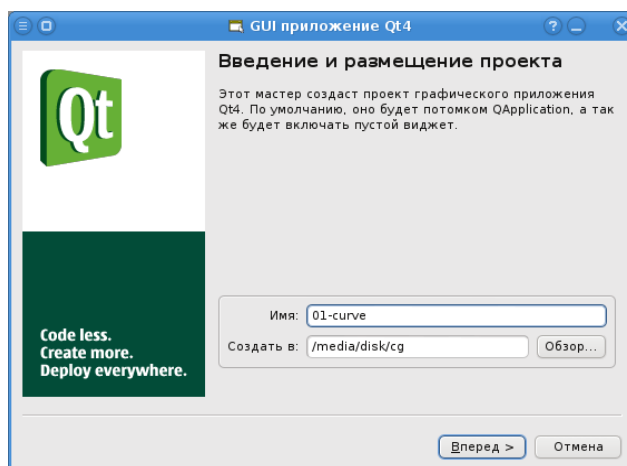 GUI приложение Qt4
Qt
Введение и размещение проекта
Этот мастер создаст проект графического приложения
Qt4. По умолчанию, оно будет потомком QApplication, а так
же будет включать пустой виджет.
Имя: 01-curve
Создать в: /media/disk/cg Обзор...
Code less.
Create more.
Deploy everywhere.
Вперед > Отмена